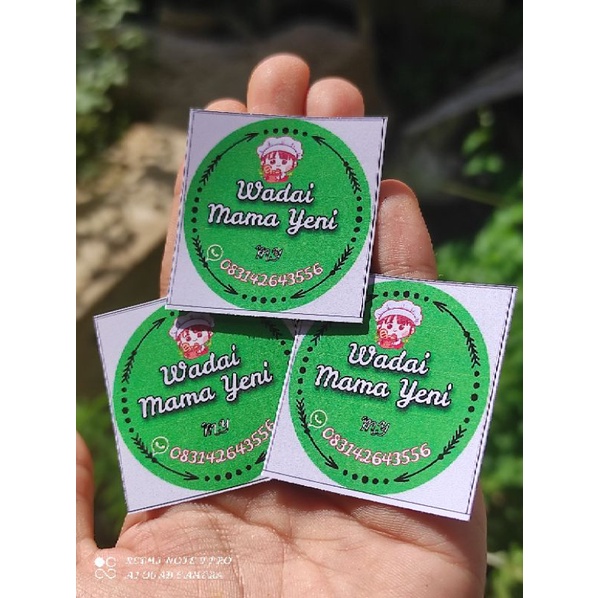 Wadai
Mama Yeni
083142643556
Wadai
Mama Yeni
083142643556
Wadai
Mama Yeni
083142643556
REDMI NOTE 9 PRO
AI QUAD CAMERA